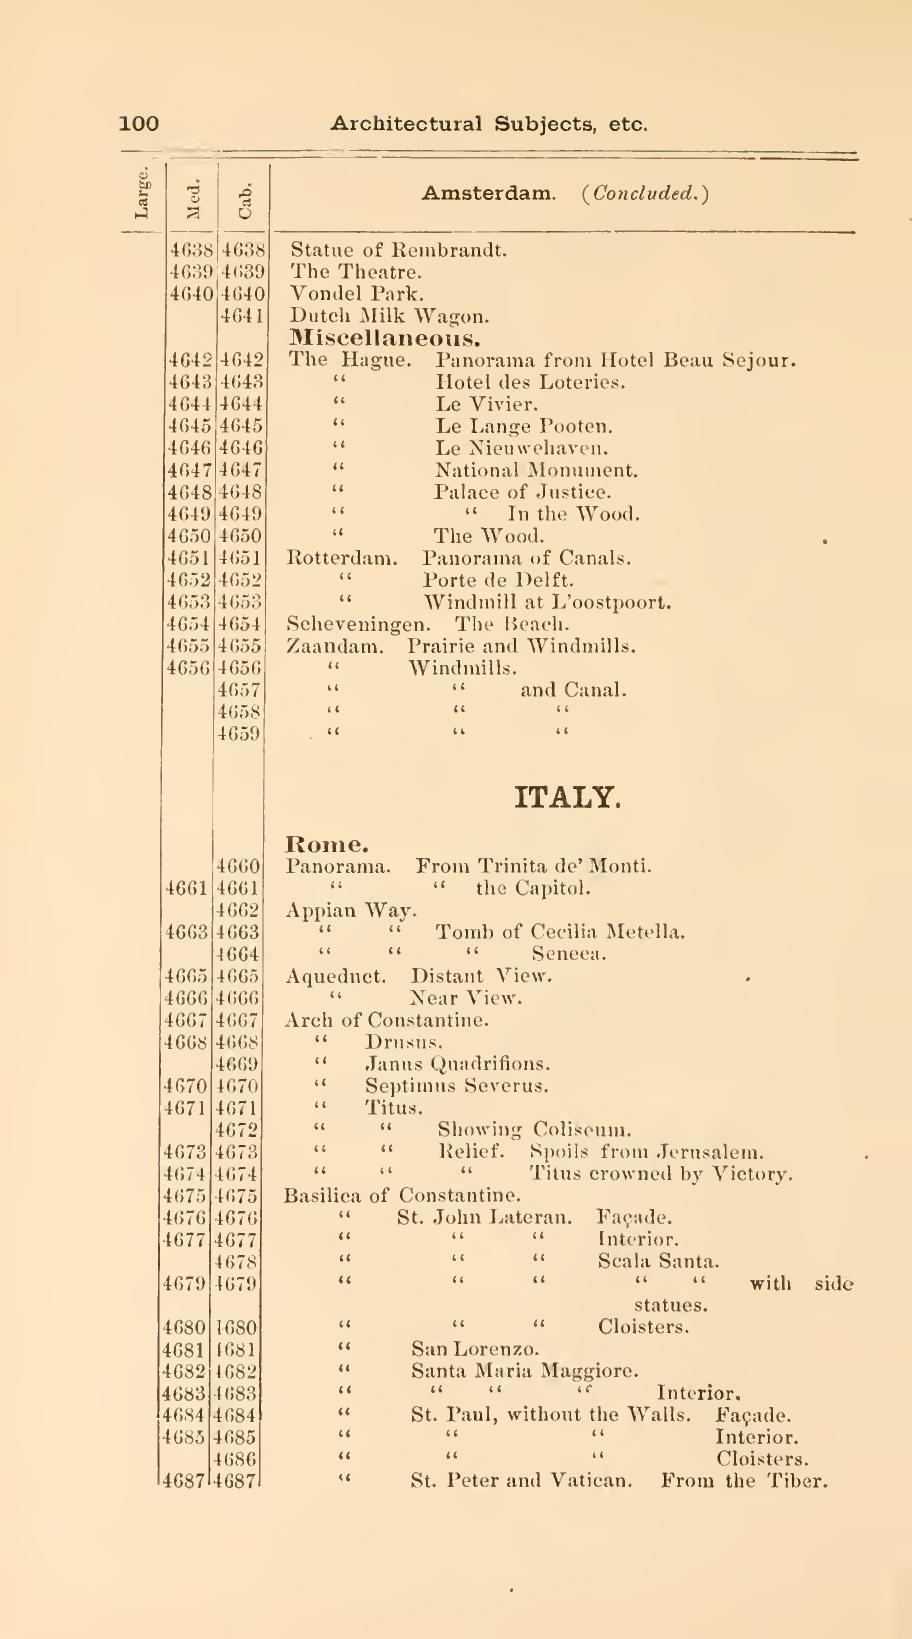 100 Architectural Subjects, etc.
Large. Med. Cab. Amsterdam. (Concluded.)
4638 4638 Statue of Rembrandt.
4639 4639 The Theatre.
4640 4640 Vondel Park.
4641 Dutch Milk Wagon.
Miscellaneous.
4642 4642 The Hague. Panorama from Hotel Beau Sejour.
4643 4643 “ Hotel des Loteries.
4644 4644 “ Le Vivier.
4645 4645 “ Le Lange Pooten.
4646 4646 “ Le Nieuwehaven.
4647 4647 “ National Monument.
4648 4648 “ Palace of Justice.
4649 4649 “ “ In the Wood.
4650 4650 “ The Wood.
4651 4651 Rotterdam. Panorama of Canals.
4652 4652 “ Porte de Delft.
4653 4653 “ Windmill at L'oostpoort.
4654 4654 Scheveningen. The Beach.
4655 4655 Zaandam. Prairie and Windmills.
4656 4656 “ Windmills.
4657 “ “ and Canal.
4658 “ “ “
4659 “ “ “
ITALY.
Rome.
4660 Panorama. From Trinita de' Monti.
4661 4661 “ “ the Capitol.
4662 Appian Way.
4663 4663 “ “ Tomb of Cecilia Metella.
4664 “ “ “ Seneca.
4665 4665 Aqueduct. Distant View.
4666 4666 “ Near View.
4667 4667 Arch of Constantine.
4668 4668 “ Drusus.
4669 “ Janus Quadrifions.
4670 4670 “ Septimus Severus.
4671 4671 “ Titus.
4672 “ “ Showing Coliseum.
4673 4673 “ “ Relief. Spoils from Jerusalem.
4674 4674 “ “ “ Titus crowned by Victory.
4675 4675 Basilica of Constantine.
4676 4676 “ St. John Lateran. Façade.
4677 4677 “ “ “ Interior.
4678 “ “ “ Scala Santa.
4679 4679 “ “ “ “ “ with side
statues.
4680 4680 “ “ “ Cloisters.
4681 4681 “ San Lorenzo.
4682 4682 “ Santa Maria Maggiore.
4683 4683 “ “ “ “ Interior.
4684 4684 “ St. Paul, without the Walls. Façade.
4685 4685 “ “ “ Interior.
4686 “ “ “ Cloisters.
4687 4687 “ St. Peter and Vatican. From the Tiber.